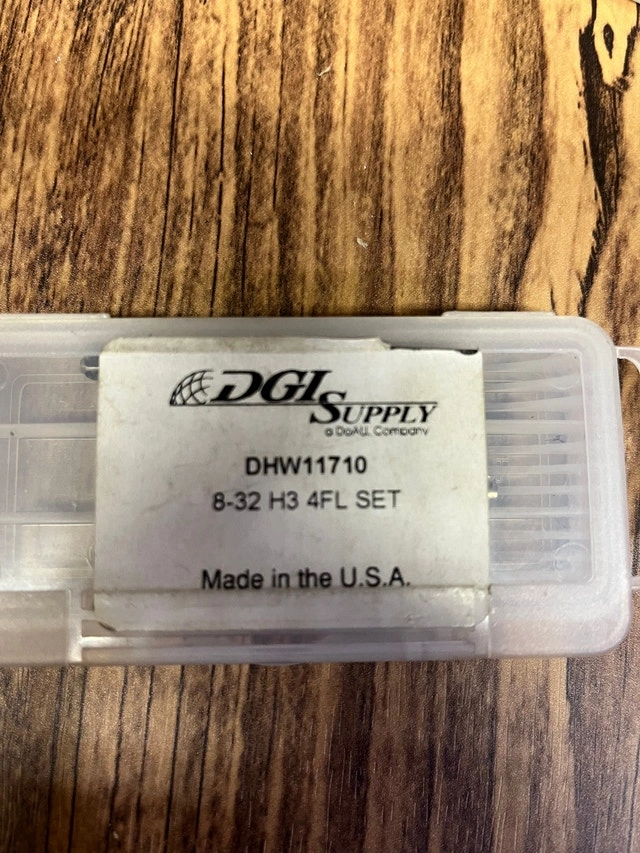 DGI
SUPPLY
a DoALL Company
DHW11710
8-32 H3 4FL SET
Made in the U.S.A.